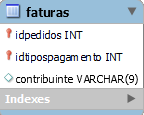 faturas
idpedidos INT
idtipospagamento INT
contribuinte VARCHAR(9)
Indexes